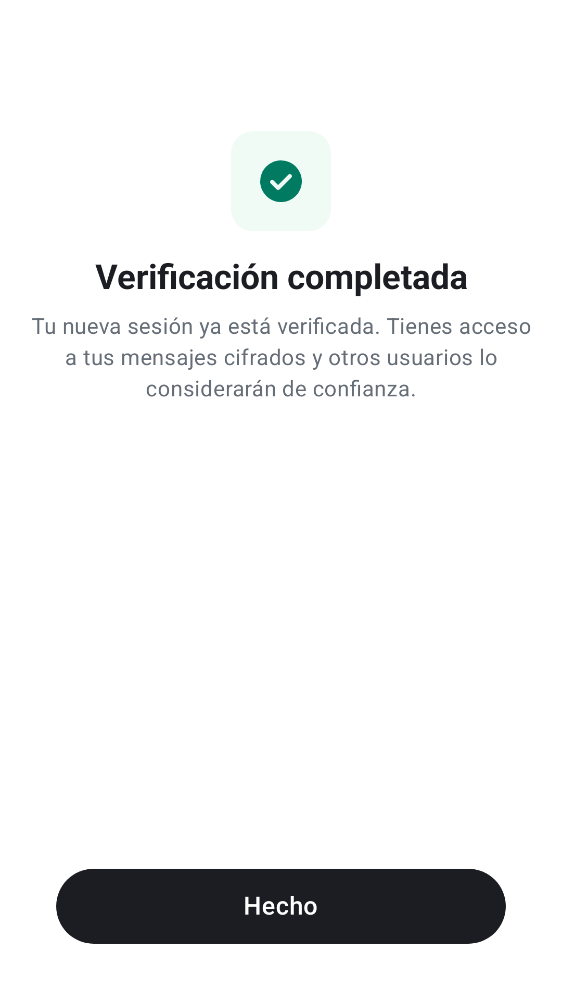 Verificación completada
Tu nueva sesión ya está verificada. Tienes acceso
a tus mensajes cifrados y otros usuarios lo
considerarán de confianza.
Hecho